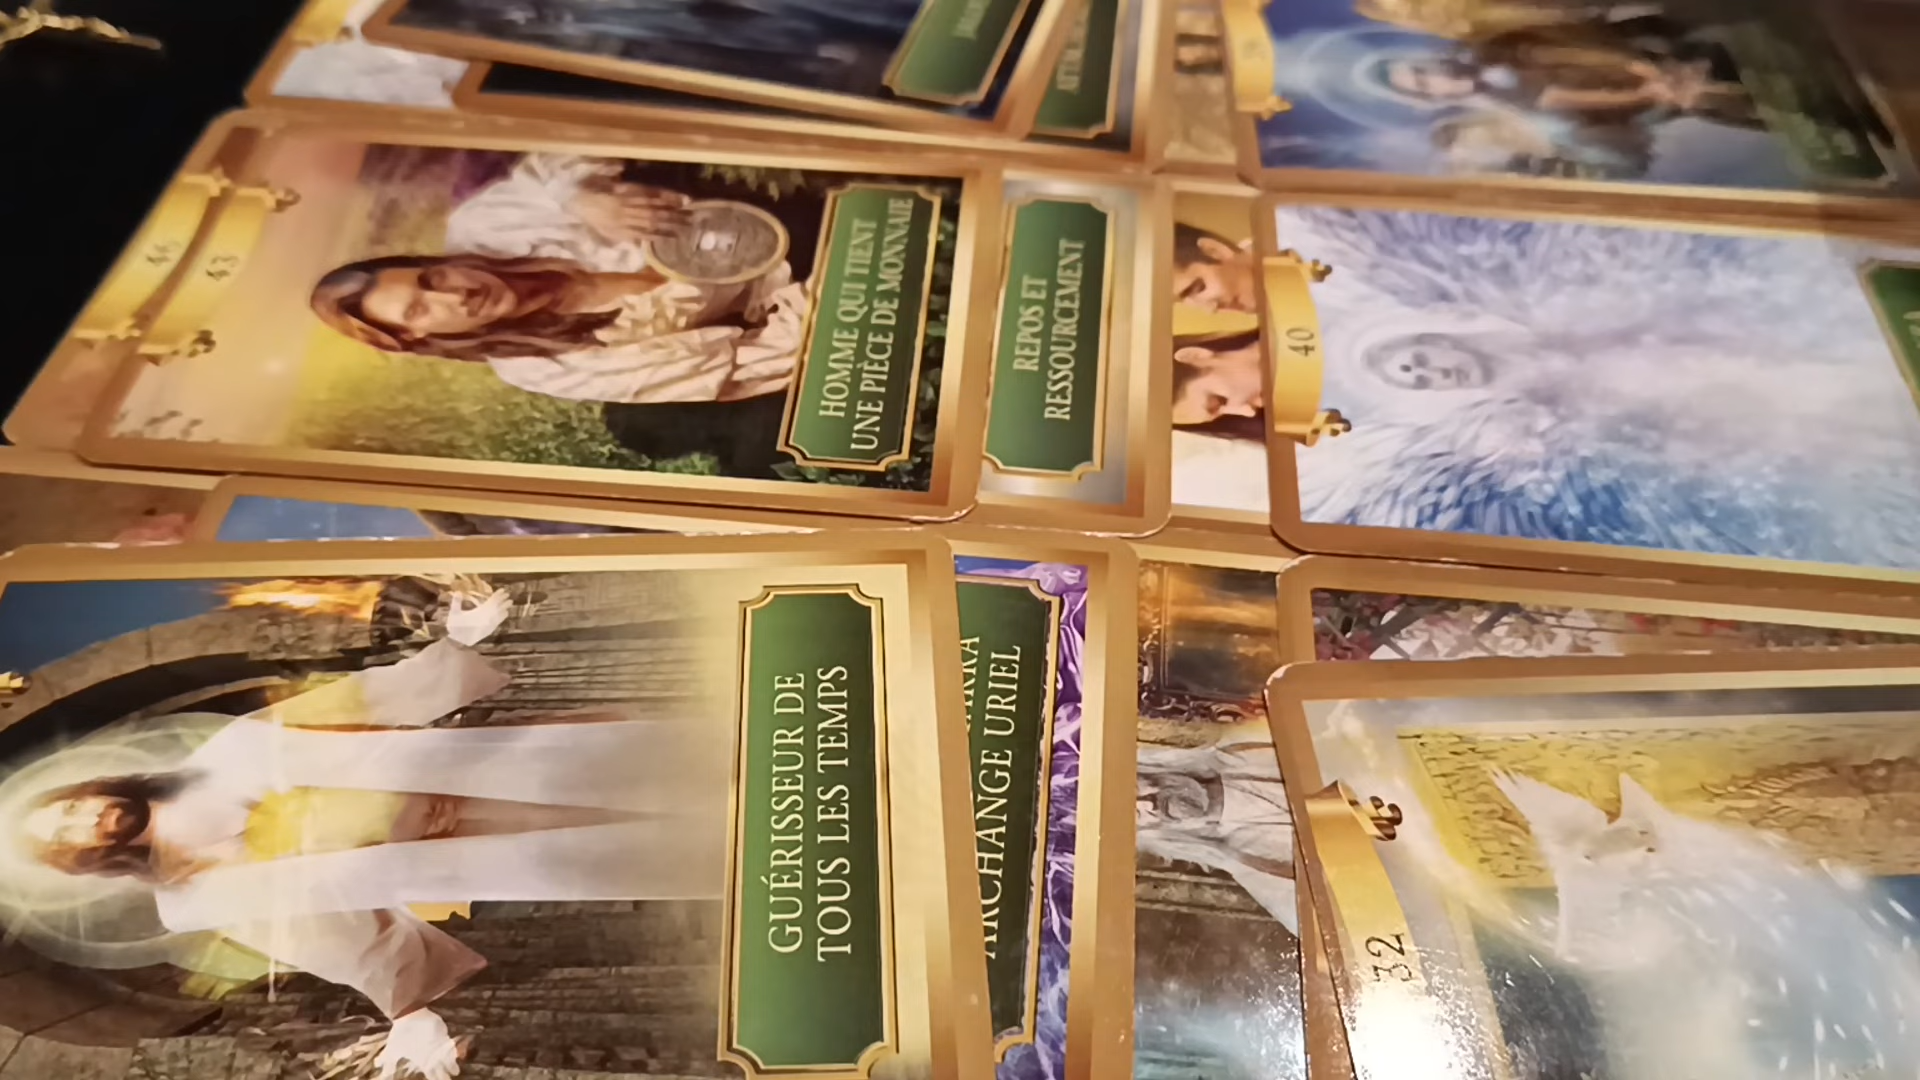 46
43
HOMME QUI TIENT
UNE PIÈCE DE MONNAIE
REPOS ET
RESSOURCEMENT
40
GUÉRISSEUR DE
TOUS LES TEMPS
ARCHANGE URIEL
32